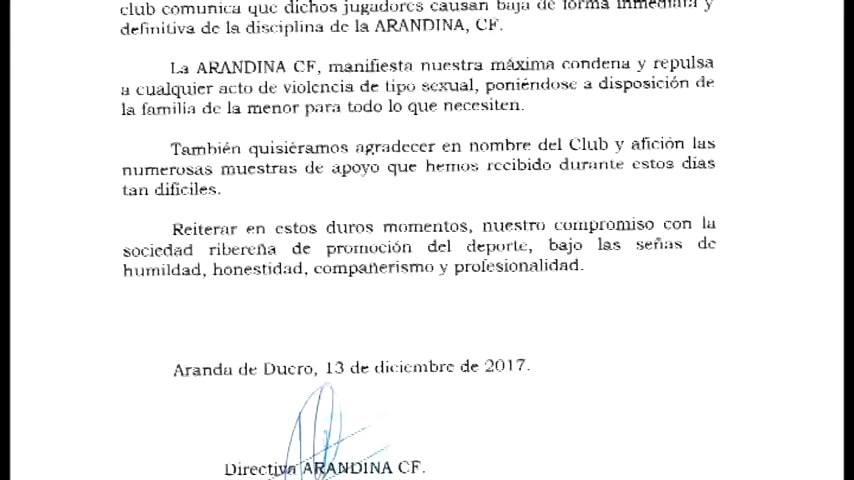 club comunica que dichos jugadores causan baja de forma inmediata y
definitiva de la disciplina de la ARANDINA, CF.
La ARANDINA CF, manifiesta nuestra máxima condena y repulsa
a cualquier acto de violencia de tipo sexual, poniéndose a disposición de
la familia de la menor para todo lo que necesiten.
También quisiéramos agradecer en nombre del Club y afición las
numerosas muestras de apoyo que hemos recibido durante estos días
tan difíciles.
Reiterar en estos duros momentos, nuestro compromiso con la
sociedad ribereña de promoción del deporte, bajo las señas de
humildad, honestidad, compañerismo y profesionalidad.
Aranda de Duero, 13 de diciembre de 2017.
Directiva ARANDINA CF.